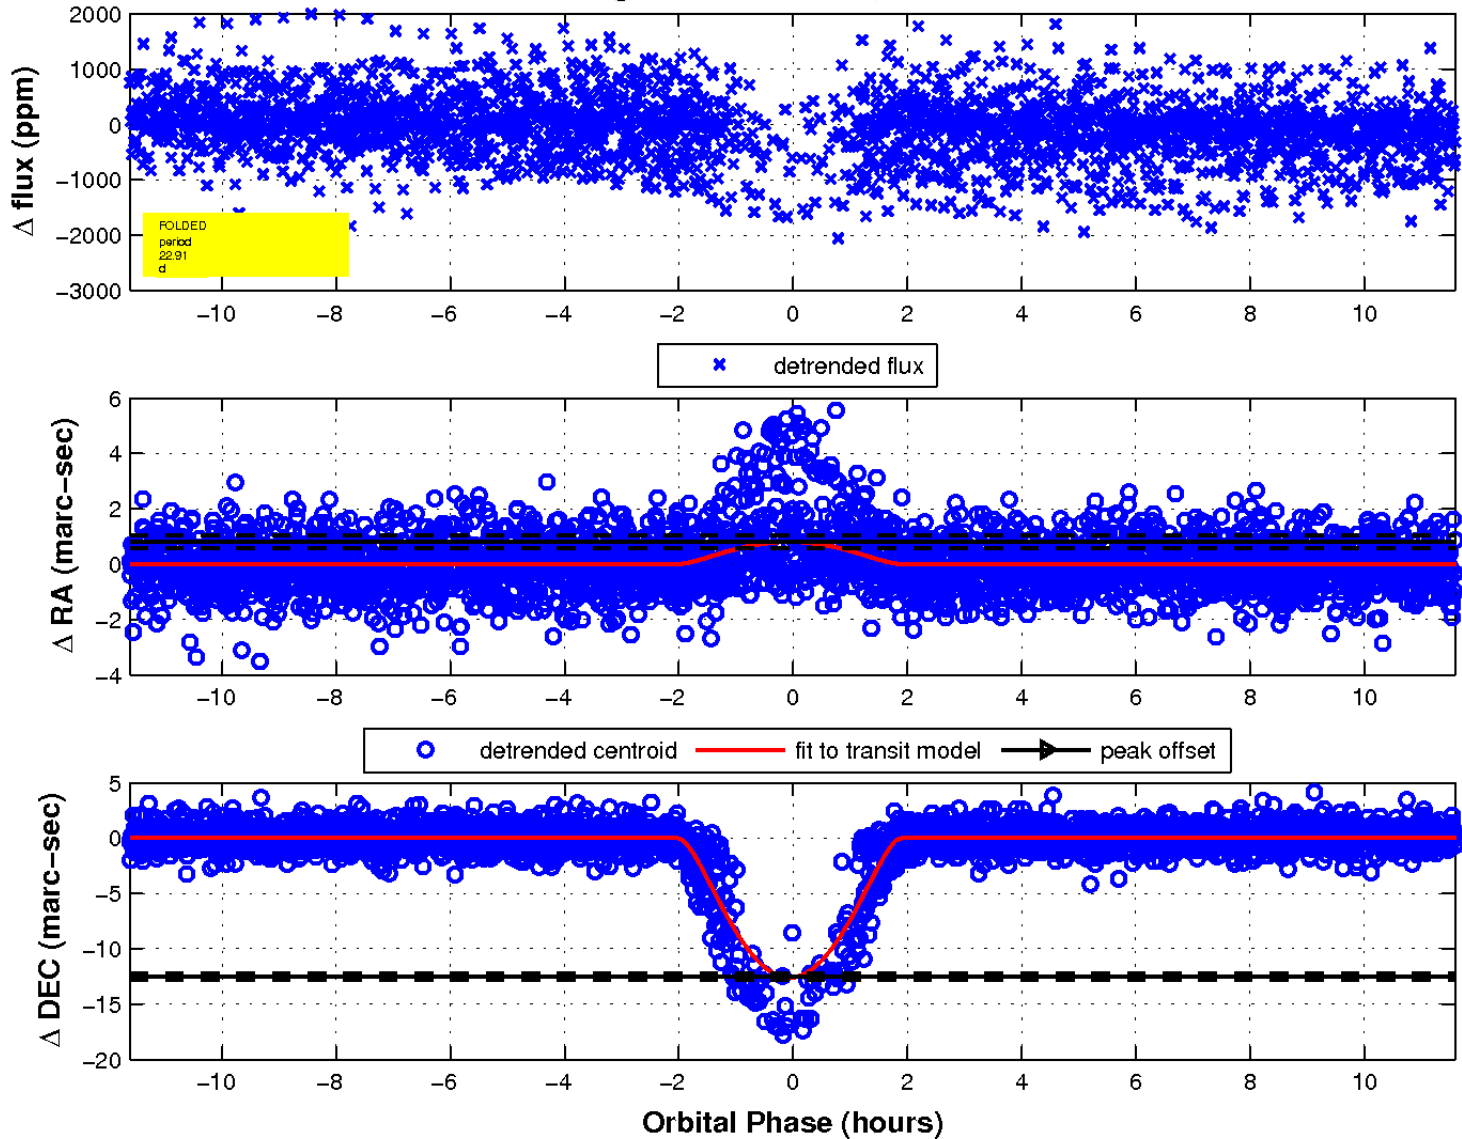 2000
1000
0
−1000
−2000
−3000
Δ flux (ppm)
FOLDED
period
22.91
d
−10 −8 −6 −4 −2 0 2 4 6 8 10
detrended flux
6
4
2
0
−2
−4
Δ RA (marc−sec)
−10 −8 −6 −4 −2 0 2 4 6 8 10
detrended centroid fit to transit model peak offset
5
0
−5
−10
−15
−20
Δ DEC (marc−sec)
−10 −8 −6 −4 −2 0 2 4 6 8 10
Orbital Phase (hours)